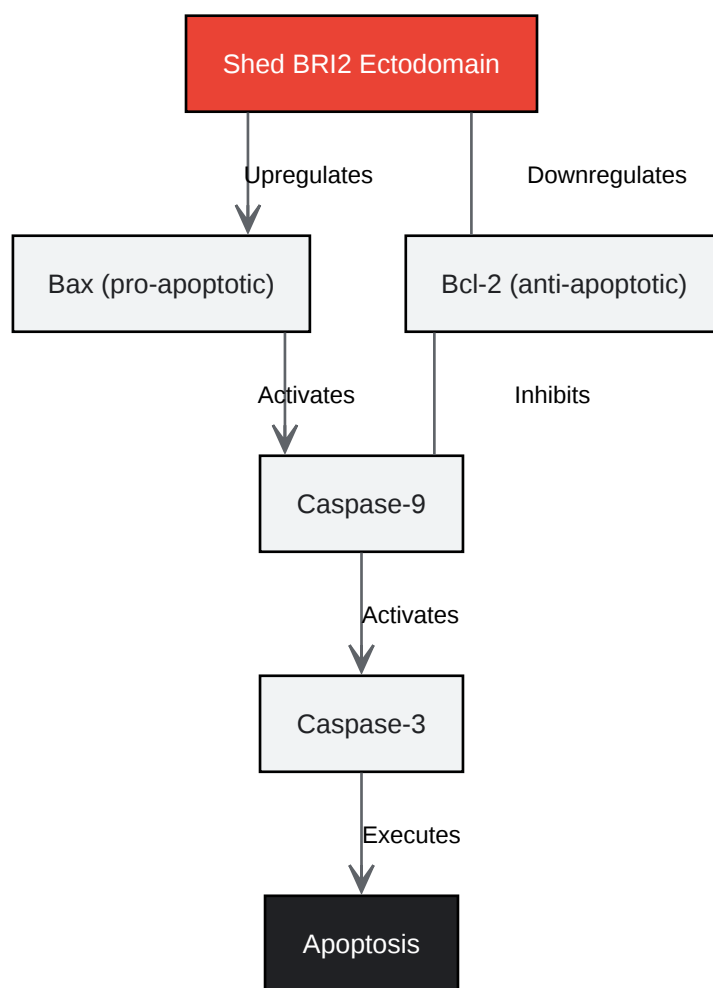 Shed BRI2 Ectodomain
Upregulates
Downregulates
Bax (pro-apoptotic)
Bcl-2 (anti-apoptotic)
Activates
Inhibits
Caspase-9
Activates
Caspase-3
Executes
Apoptosis